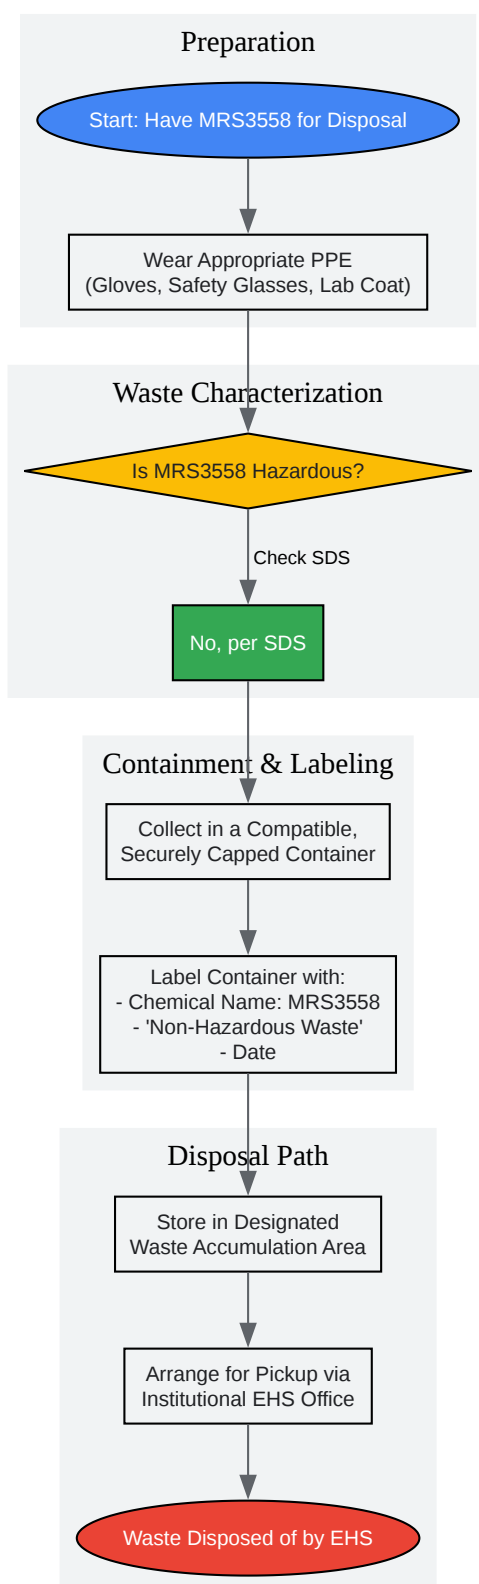 Preparation
Start: Have MRS3558 for Disposal
Wear Appropriate PPE
(Gloves, Safety Glasses, Lab Coat)
Waste Characterization
Is MRS3558 Hazardous?
Check SDS
No, per SDS
Containment & Labeling
Collect in a Compatible,
Securely Capped Container
Label Container with:
- Chemical Name: MRS3558
- 'Non-Hazardous Waste'
- Date
Disposal Path
Store in Designated
Waste Accumulation Area
Arrange for Pickup via
Institutional EHS Office
Waste Disposed of by EHS